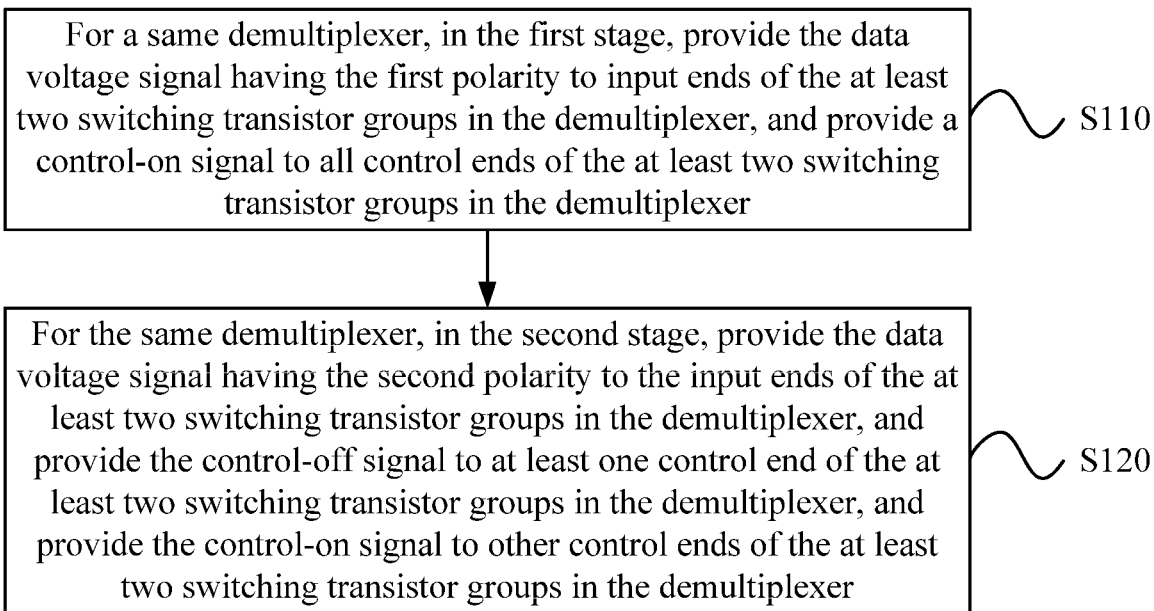 For a same demultiplexer, in the first stage, provide the data
voltage signal having the first polarity to input ends of the at least
two switching transistor groups in the demultiplexer, and provide a
control-on signal to all control ends of the at least two switching
transistor groups in the demultiplexer
S110
For the same demultiplexer, in the second stage, provide the data
voltage signal having the second polarity to the input ends of the at
least two switching transistor groups in the demultiplexer, and
provide the control-off signal to at least one control end of the at
least two switching transistor groups in the demultiplexer, and
provide the control-on signal to other control ends of the at least
two switching transistor groups in the demultiplexer
S120